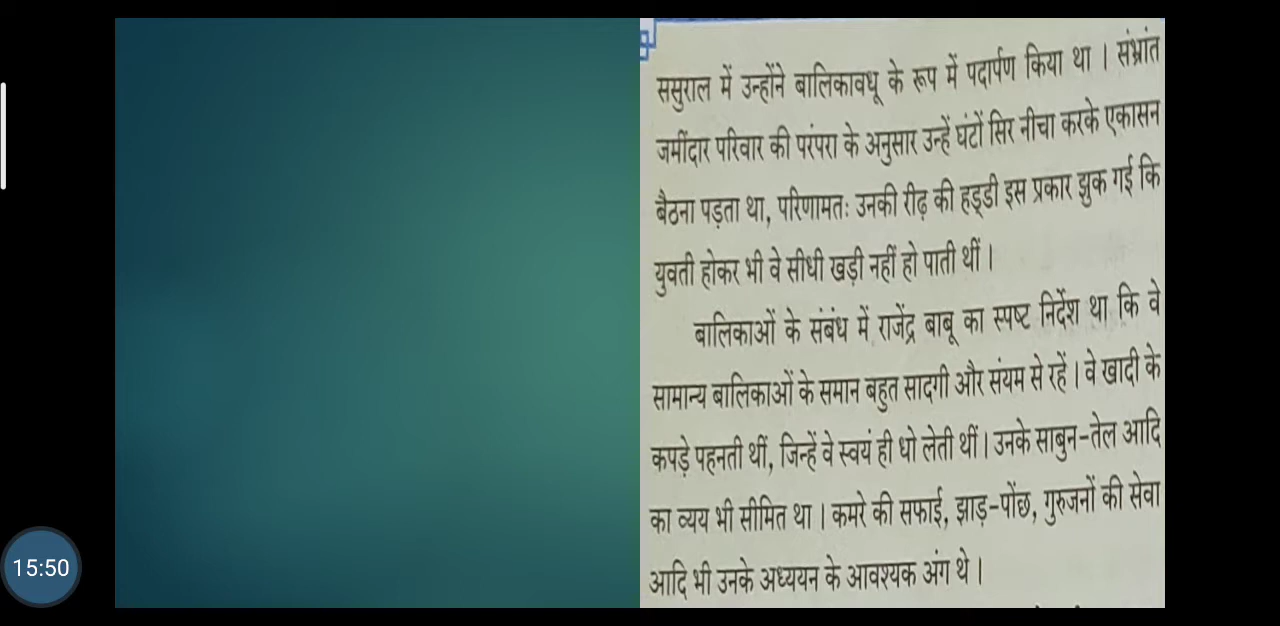 ससुराल में उन्होंने बालिकावधू के रूप में पदार्पण किया था । संभ्रांत
जमींदार परिवार की परंपरा के अनुसार उन्हें घंटों सिर नीचा करके एकासन
बैठना पड़ता था, परिणामतः उनकी रीढ़ की हड्डी इस प्रकार झुक गई कि
युवती होकर भी वे सीधी खड़ी नहीं हो पाती थीं ।
बालिकाओं के संबंध में राजेंद्र बाबू का स्पष्ट निर्देश था कि वे
सामान्य बालिकाओं के समान बहुत सादगी और संयम से रहें । वे खादी के
कपड़े पहनती थीं, जिन्हें वे स्वयं ही धो लेती थीं । उनके साबुन-तेल आदि
का व्यय भी सीमित था । कमरे की सफाई, झाड़-पोंछ, गुरुजनों की सेवा
आदि भी उनके अध्ययन के आवश्यक अंग थे ।
15:50